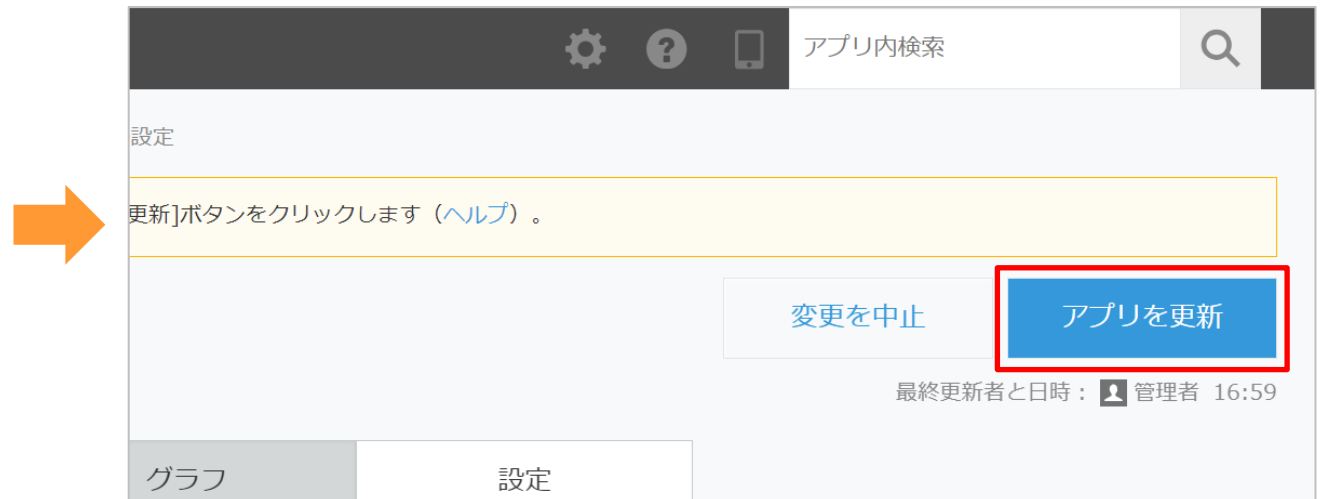 アプリ内検索
設定
更新]ボタンをクリックします（ヘルプ）。
変更を中止
アプリを更新
最終更新者と日時： 管理者 16:59
グラフ
設定